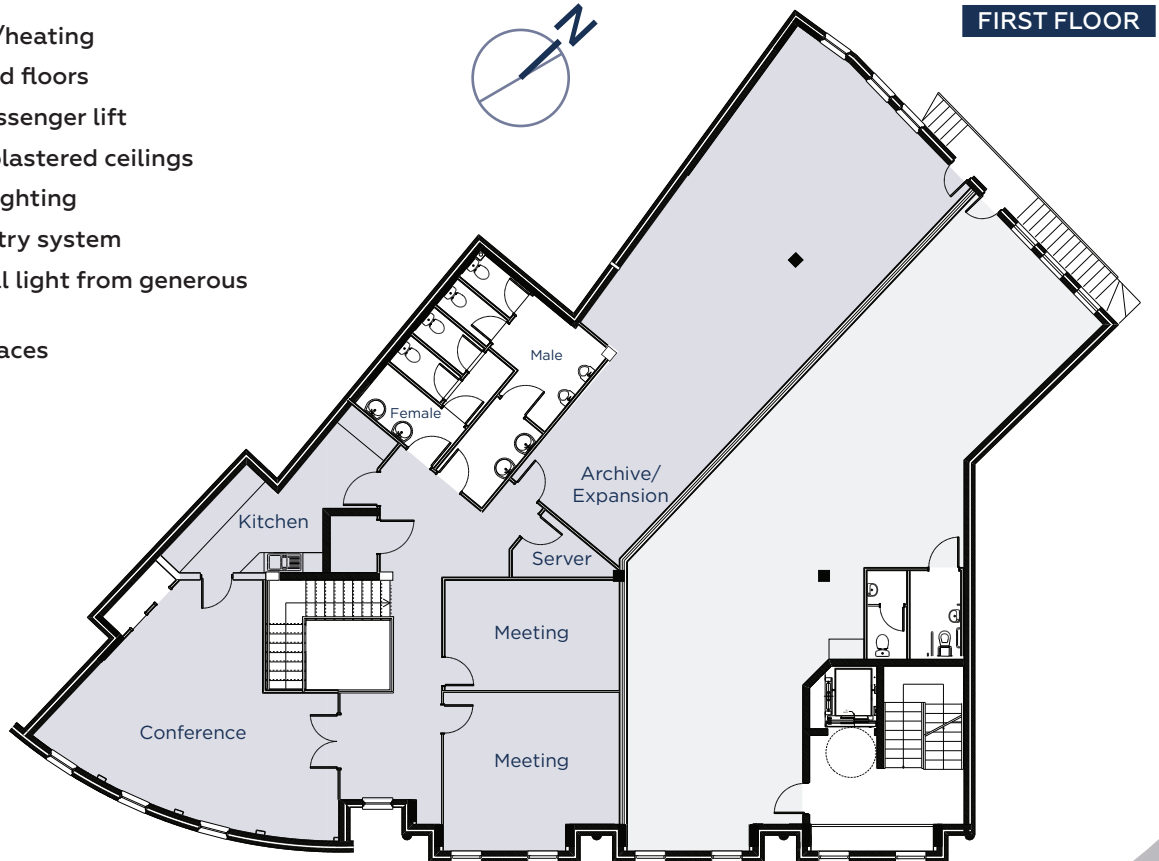 /heating
d floors
ssenger lift
plastered ceilings
ghting
try system
l light from generous
aces
N
FIRST FLOOR
Male
Female
Archive/
Expansion
Kitchen
Server
Meeting
Conference
Meeting